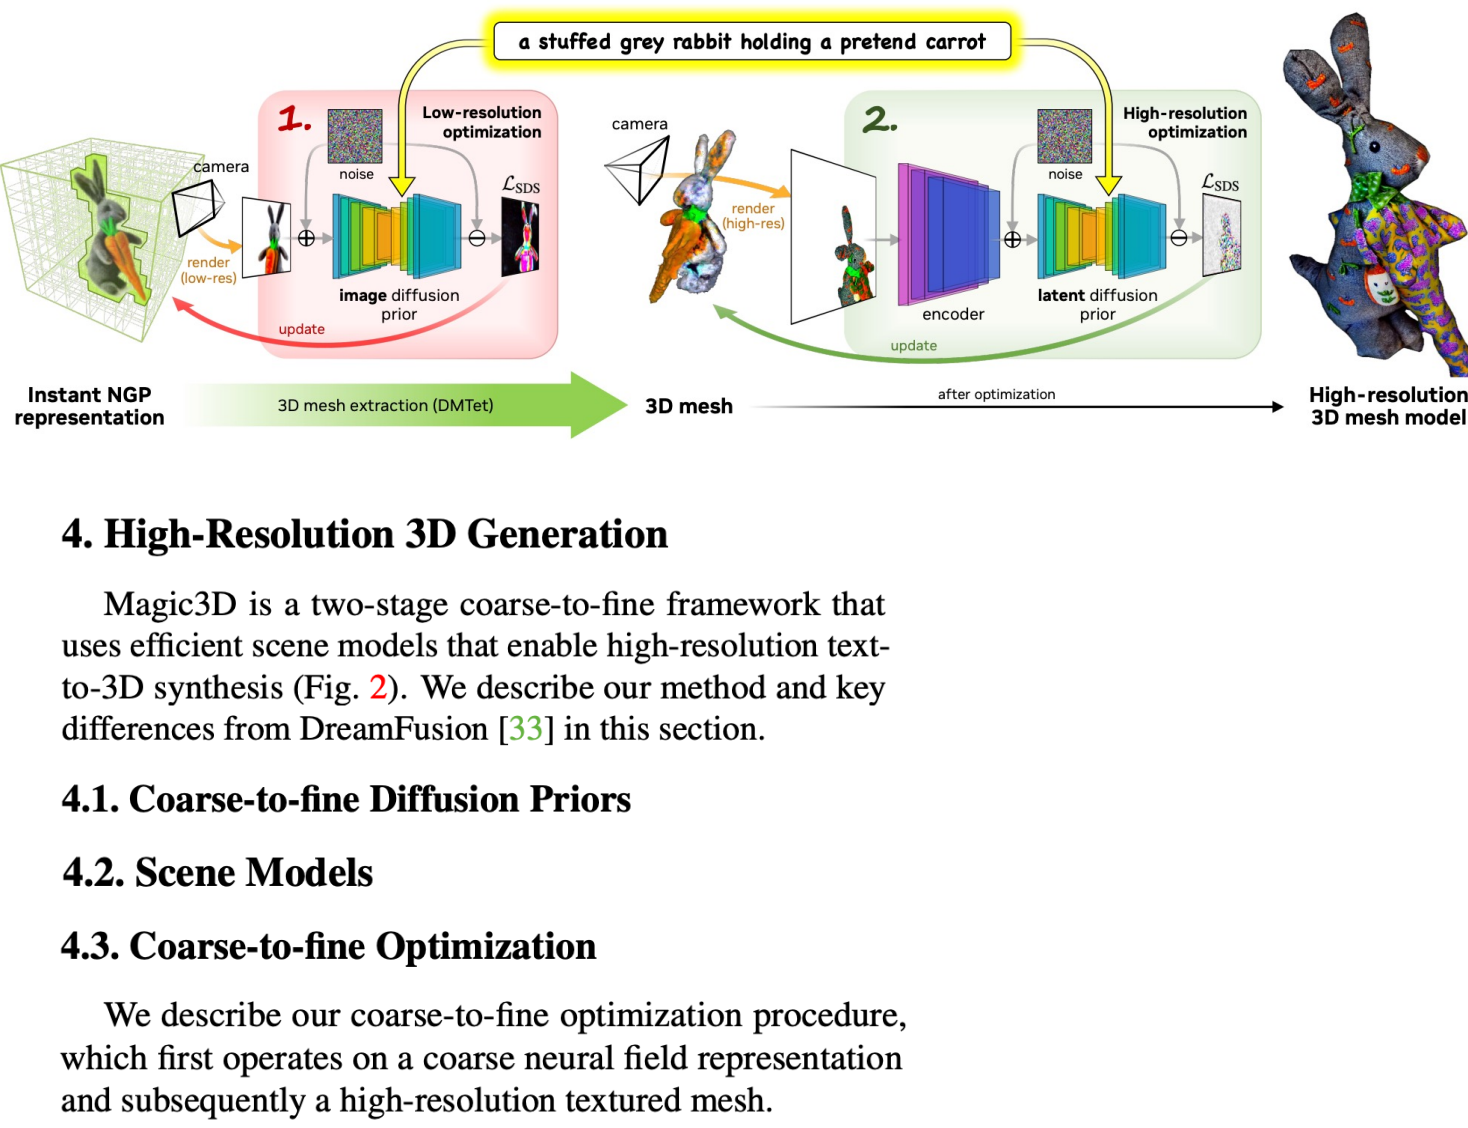 a stuffed grey rabbit holding a pretend carrot
1.
Low-resolution
optimization
noise
camera
render
(low-res)
ℒSDS
image diffusion
prior
update
camera
render
(high-res)
2.
High-resolution
optimization
noise
ℒSDS
encoder
latent diffusion
prior
update
Instant NGP
representation
3D mesh extraction (DMTet)
3D mesh
after optimization
High-resolution
3D mesh model
4. High-Resolution 3D Generation
Magic3D is a two-stage coarse-to-fine framework that
uses efficient scene models that enable high-resolution text-
to-3D synthesis (Fig. 2). We describe our method and key
differences from DreamFusion [33] in this section.
4.1. Coarse-to-fine Diffusion Priors
4.2. Scene Models
4.3. Coarse-to-fine Optimization
We describe our coarse-to-fine optimization procedure,
which first operates on a coarse neural field representation
and subsequently a high-resolution textured mesh.